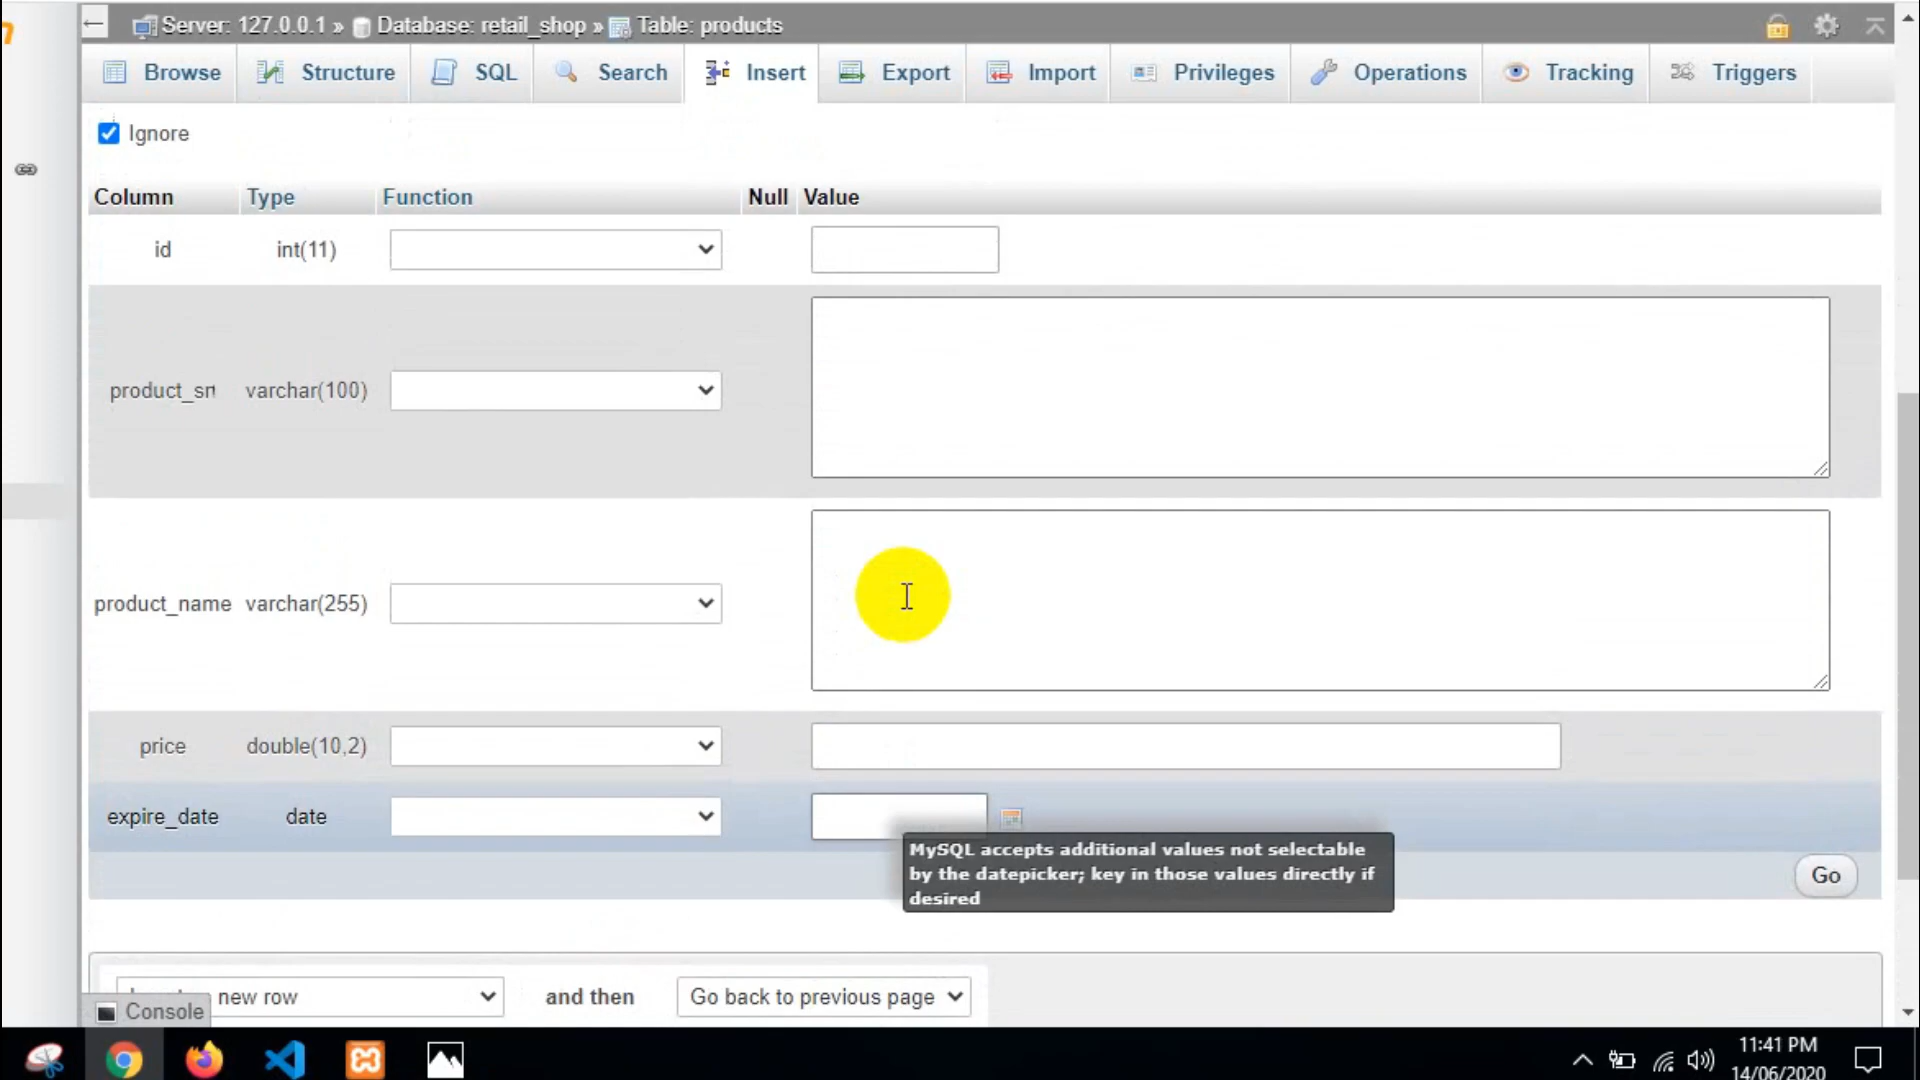 Server: 127.0.0.1 » Database: retail_shop » Table: products
Browse Structure SQL Search Insert Export Import Privileges Operations Tracking Triggers
Ignore
Column Type Function Null Value
id int(11)
product_sn varchar(100)
product_name varchar(255)
price double(10,2)
expire_date date
MySQL accepts additional values not selectable
by the datepicker; key in those values directly if
desired
Go
new row and then Go back to previous page
Console
11:41 PM
14/06/2020